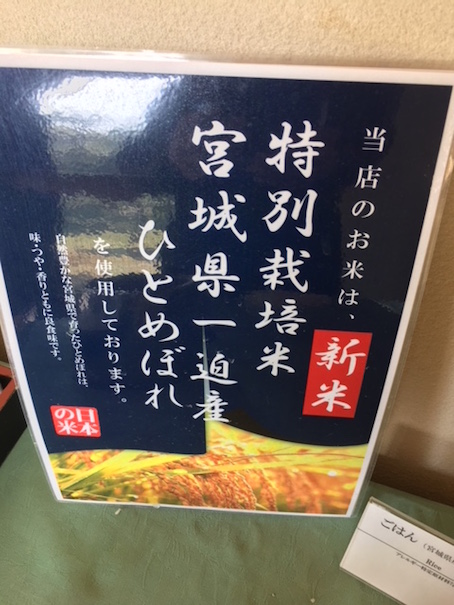 当店のお米は、
新米
特別栽培米
宮城県一迫産
ひとめぼれ
を使用しております。
自然豊かな宮城県で育ったひとめぼれは、
味・つや・香りともに良食味です。
日本の米
ごはん（宮城県
Rice